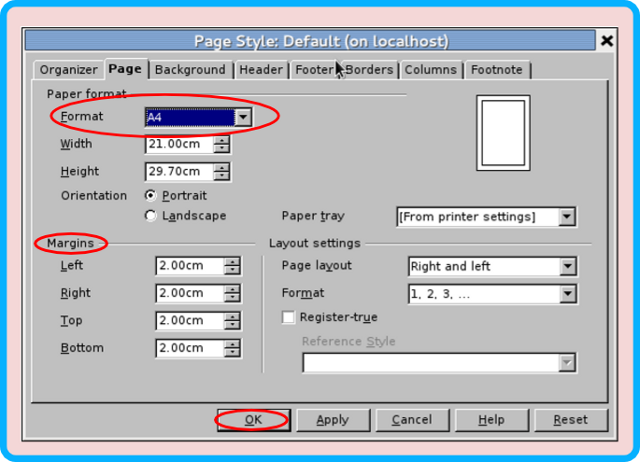 Page Style: Default (on localhost)
Organizer Page Background Header Footer Borders Columns Footnote
Paper format
Format A4
Width 21.00cm
Height 29.70cm
Orientation Portrait
Landscape Paper tray [From printer settings]
Margins Layout settings
Left 2.00cm Page layout Right and left
Right 2.00cm Format 1, 2, 3, ...
Top 2.00cm Register-true
Reference Style
Bottom 2.00cm
OK Apply Cancel Help Reset